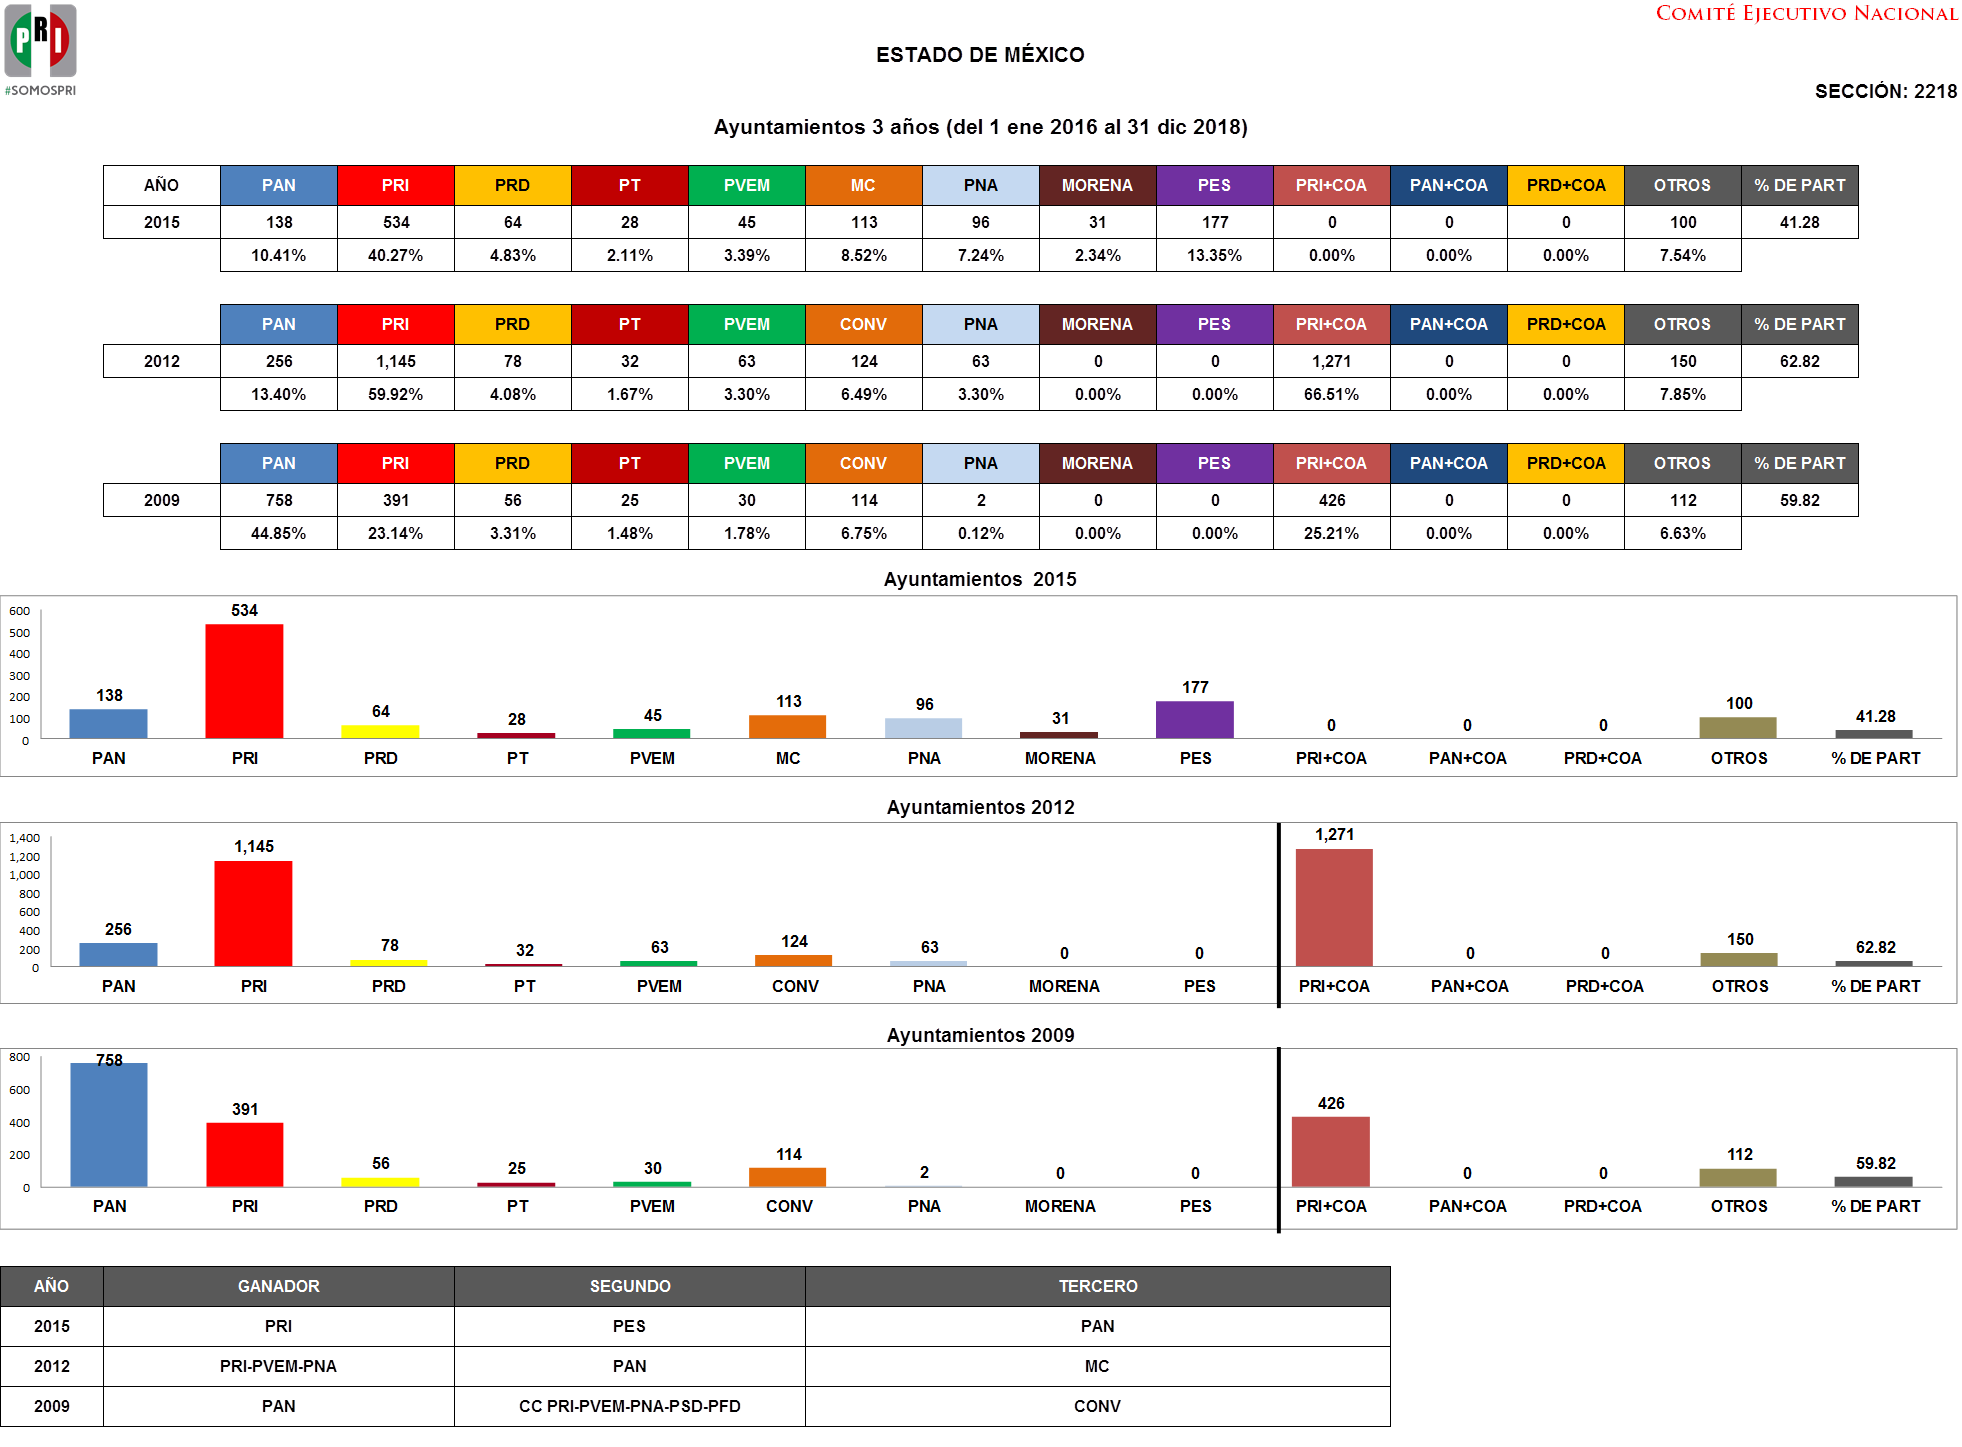 PRI
#SOMOSPRI
COMITÉ EJECUTIVO NACIONAL
ESTADO DE MÉXICO
SECCIÓN: 2218
Ayuntamientos 3 años (del 1 ene 2016 al 31 dic 2018)
AÑO PAN PRI PRD PT PVEM MC PNA MORENA PES PRI+COA PAN+COA PRD+COA OTROS % DE PART
2015 138 534 64 28 45 113 96 31 177 0 0 0 100 41.28
10.41% 40.27% 4.83% 2.11% 3.39% 8.52% 7.24% 2.34% 13.35% 0.00% 0.00% 0.00% 7.54%
PAN PRI PRD PT PVEM CONV PNA MORENA PES PRI+COA PAN+COA PRD+COA OTROS % DE PART
2012 256 1,145 78 32 63 124 63 0 0 1,271 0 0 150 62.82
13.40% 59.92% 4.08% 1.67% 3.30% 6.49% 3.30% 0.00% 0.00% 66.51% 0.00% 0.00% 7.85%
PAN PRI PRD PT PVEM CONV PNA MORENA PES PRI+COA PAN+COA PRD+COA OTROS % DE PART
2009 758 391 56 25 30 114 2 0 0 426 0 0 112 59.82
44.85% 23.14% 3.31% 1.48% 1.78% 6.75% 0.12% 0.00% 0.00% 25.21% 0.00% 0.00% 6.63%
Ayuntamientos 2015
600
500
400
300
200
100
0
138 534 64 28 45 113 96 31 177 0 0 0 100 41.28
PAN PRI PRD PT PVEM MC PNA MORENA PES PRI+COA PAN+COA PRD+COA OTROS % DE PART
Ayuntamientos 2012
1,400
1,200
1,000
800
600
400
200
0
256 1,145 78 32 63 124 63 0 0 1,271 0 0 150 62.82
PAN PRI PRD PT PVEM CONV PNA MORENA PES PRI+COA PAN+COA PRD+COA OTROS % DE PART
Ayuntamientos 2009
800
600
400
200
0
758 391 56 25 30 114 2 0 0 426 0 0 112 59.82
PAN PRI PRD PT PVEM CONV PNA MORENA PES PRI+COA PAN+COA PRD+COA OTROS % DE PART
AÑO GANADOR SEGUNDO TERCERO
2015 PRI PES PAN
2012 PRI-PVEM-PNA PAN MC
2009 PAN CC PRI-PVEM-PNA-PSD-PFD CONV